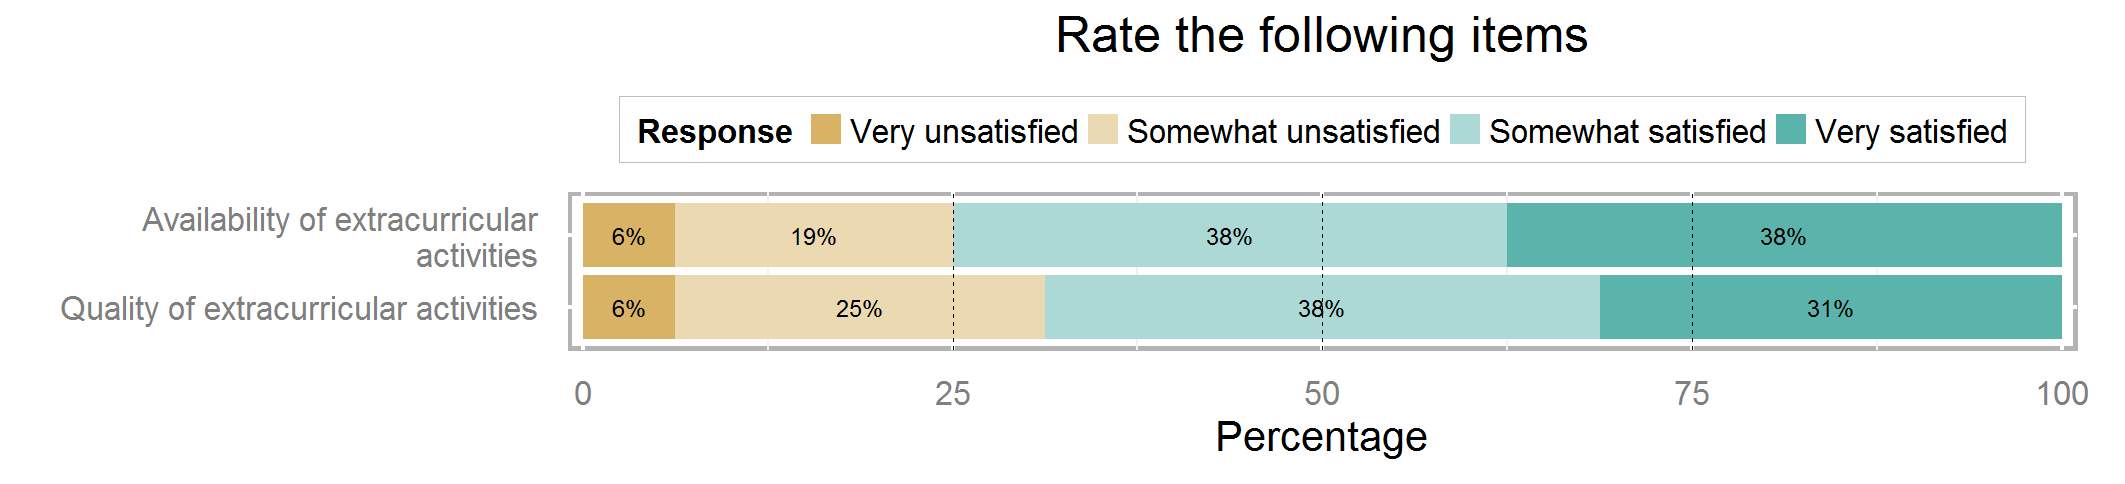 Rate the following items
Response Very unsatisfied Somewhat unsatisfied Somewhat satisfied Very satisfied
Availability of extracurricular
activities
6% 19% 38% 38%
Quality of extracurricular activities
6% 25% 38% 31%
0 25 50 75 100
Percentage